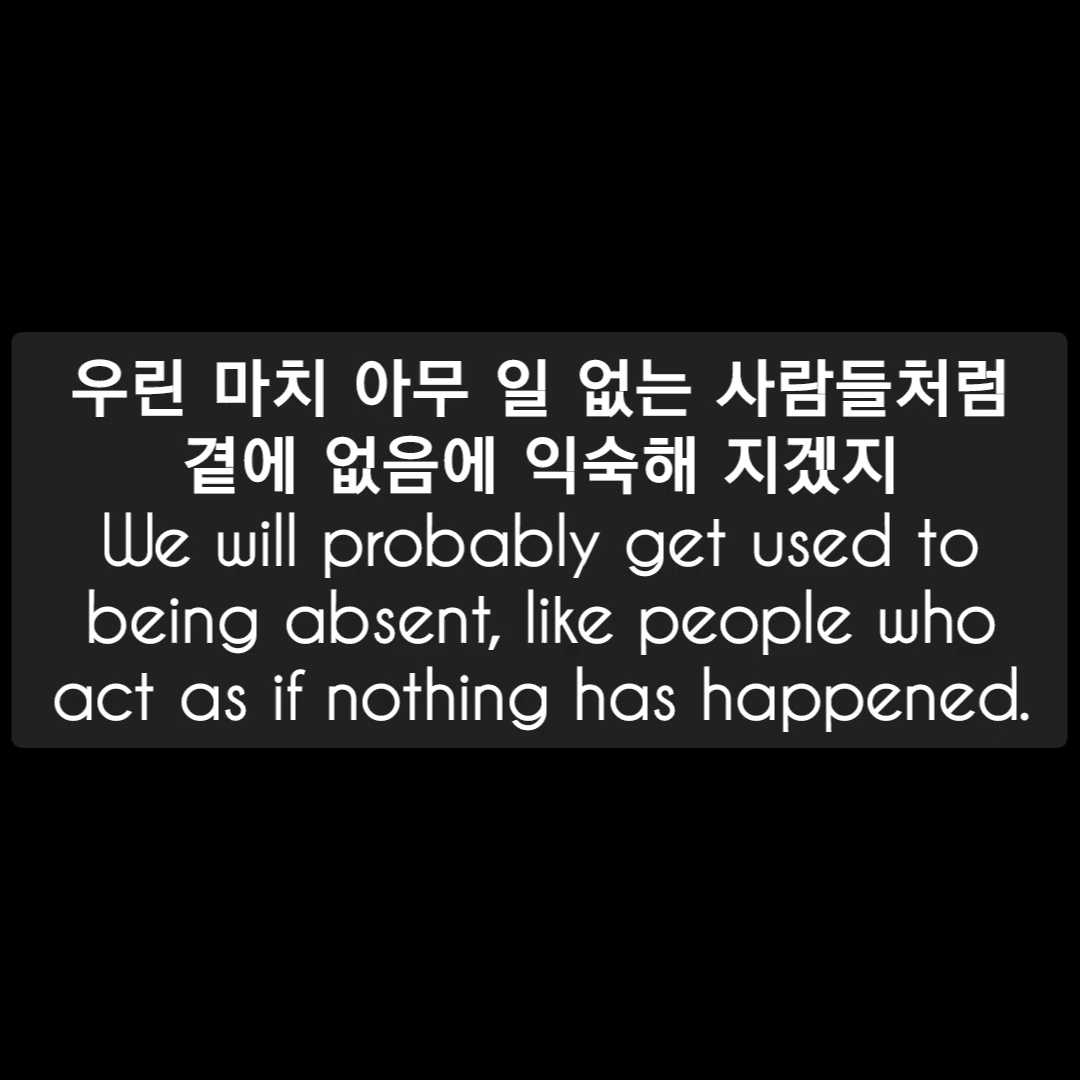 우린 마치 아무 일 없는 사람들처럼
곁에 없음에 익숙해 지겠지
We will probably get used to
being absent, like people who
act as if nothing has happened.